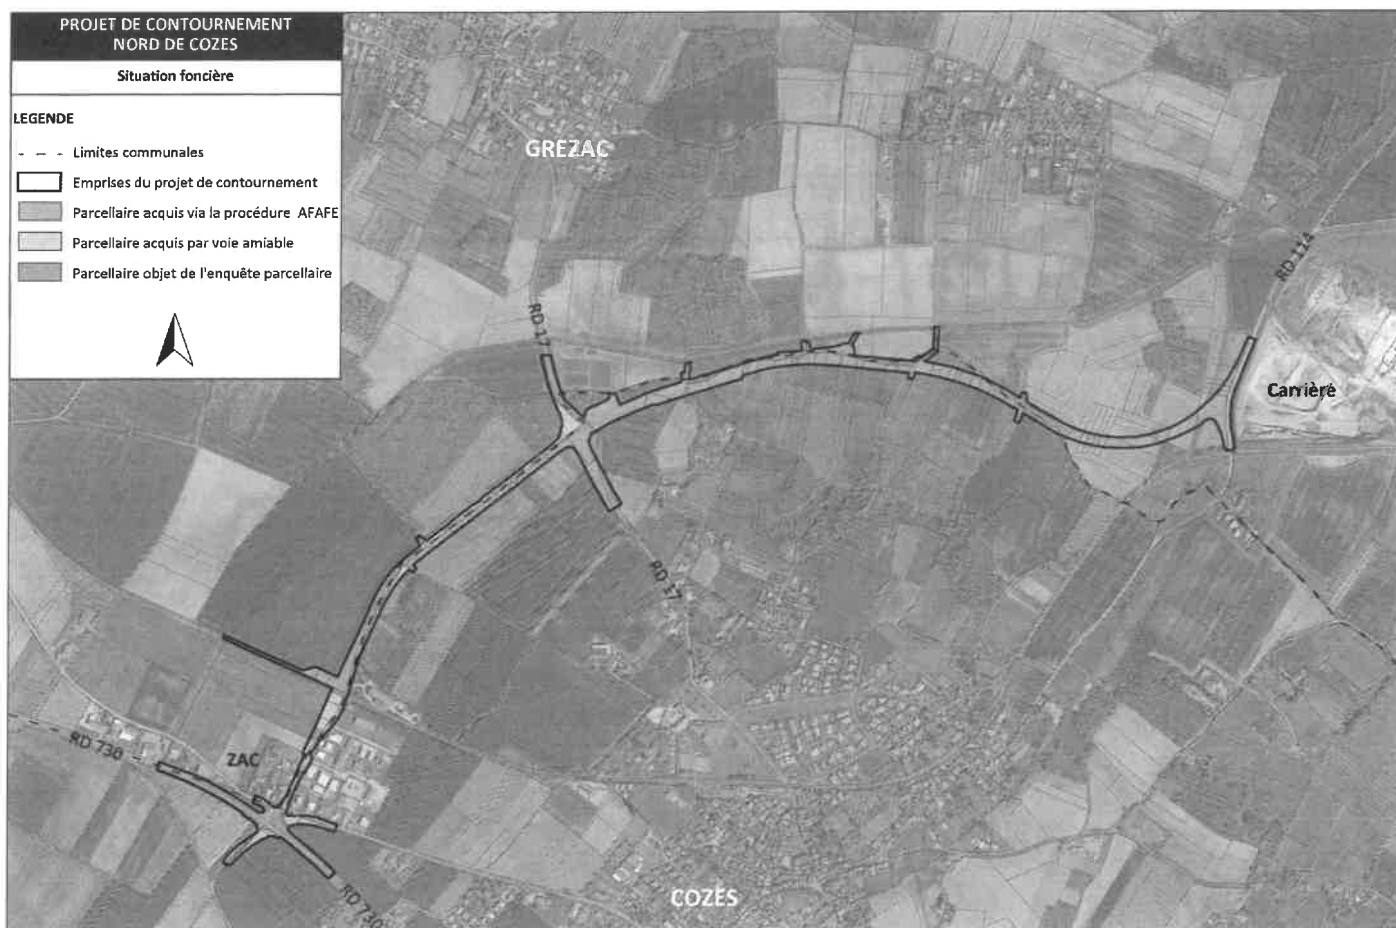 PROJET DE CONTOURNEMENT
NORD DE COZES
Situation foncière
LEGENDE
Limites communales
Emprises du projet de contournement
Parcellaire acquis via la procédure AFAFE
Parcellaire acquis par voie amiable
Parcellaire objet de l'enquête parcellaire
GREZAC
RD 114
RD 17
Carrière
RD 17
RD 730
ZAC
RD 730
COZES